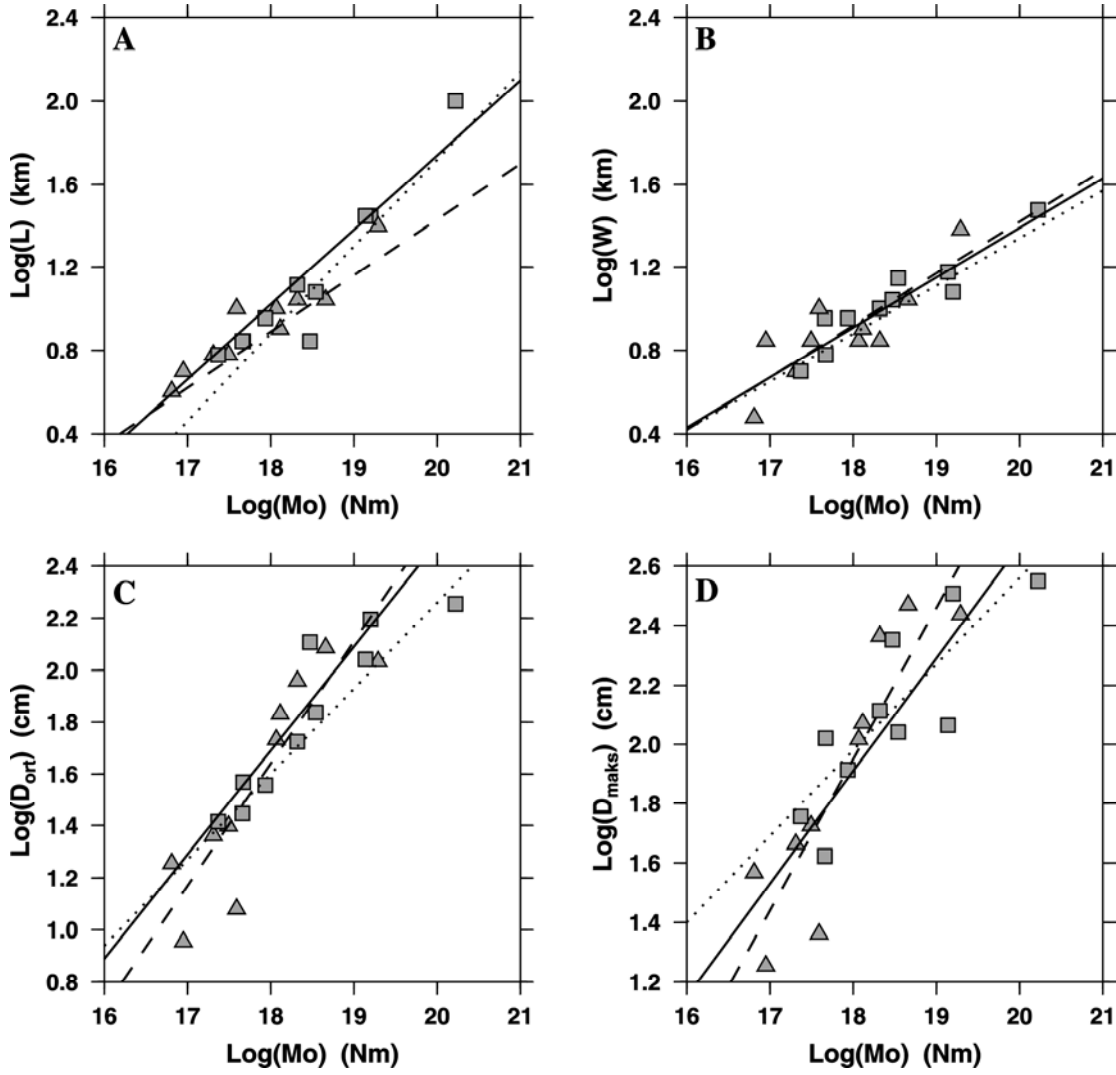 A
2.4
2.0
1.6
1.2
0.8
0.4
Log(L) (km)
16 17 18 19 20 21
Log(Mo) (Nm)
B
2.4
2.0
1.6
1.2
0.8
0.4
Log(W) (km)
16 17 18 19 20 21
Log(Mo) (Nm)
C
2.4
2.2
2.0
1.8
1.6
1.4
1.2
1.0
0.8
Log(Dort) (cm)
16 17 18 19 20 21
Log(Mo) (Nm)
D
2.6
2.4
2.2
2.0
1.8
1.6
1.4
1.2
Log(Dmaks) (cm)
16 17 18 19 20 21
Log(Mo) (Nm)